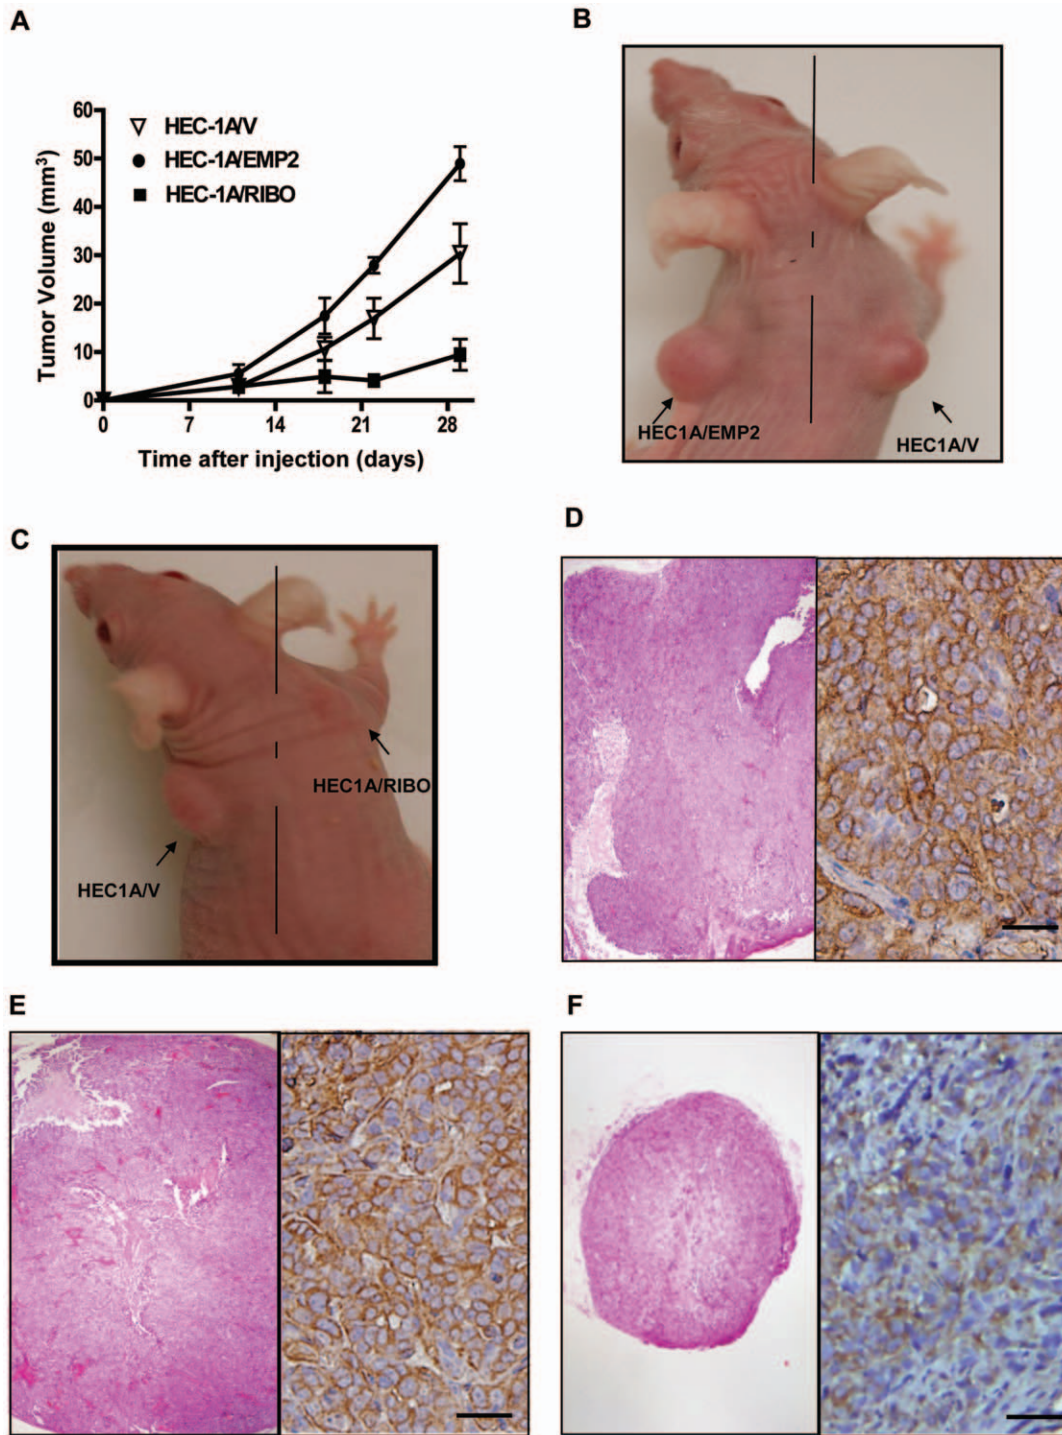 A
B
60
50
40
30
20
10
0
Tumor Volume (mm³)
HEC-1A/V
HEC-1A/EMP2
HEC-1A/RIBO
0 7 14 21 28
Time after injection (days)
HEC1A/EMP2
HEC1A/V
C
D
HEC1A/RIBO
HEC1A/V
E
F